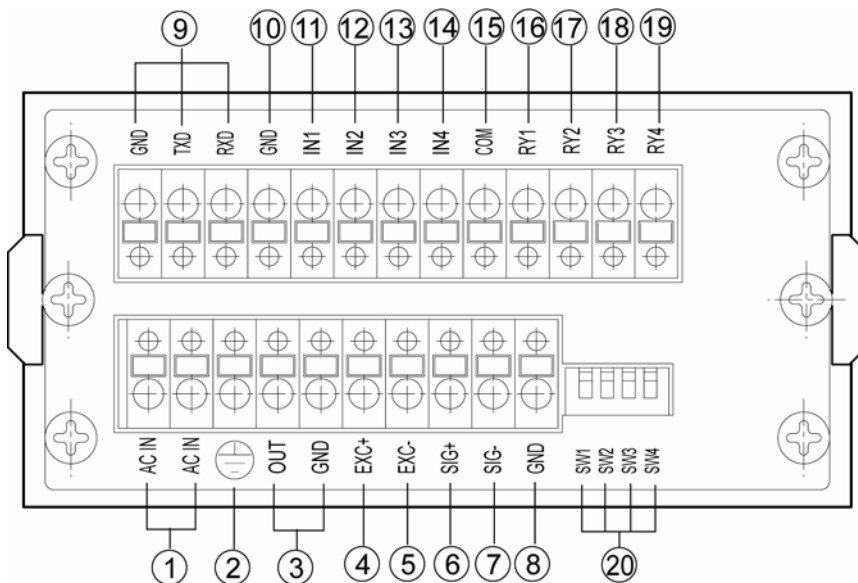 ⑨ ⑩ ⑪ ⑫ ⑬ ⑭ ⑮ ⑯ ⑰ ⑱ ⑲
GND TXD RXD GND IN1 IN2 IN3 IN4 COM RY1 RY2 RY3 RY4
AC IN AC IN OUT GND EXC+ EXC- SIG+ SIG- GND SW1 SW2 SW3 SW4
① ② ③ ④ ⑤ ⑥ ⑦ ⑧ ⑳